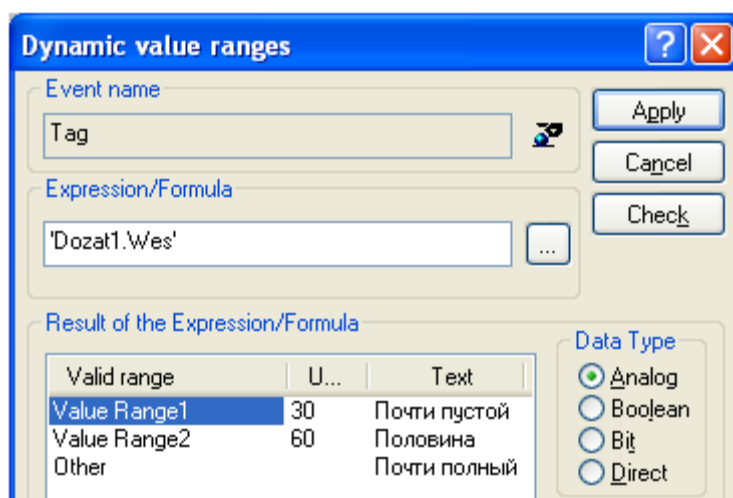 Dynamic value ranges
Event name
Tag
Apply
Cancel
Expression/Formula
'Dozat1.Wes'
...
Check
Result of the Expression/Formula
Data Type
Valid range U... Text
Value Range1 30 Почти пустой
Value Range2 60 Половина
Other Почти полный
Analog
Boolean
Bit
Direct